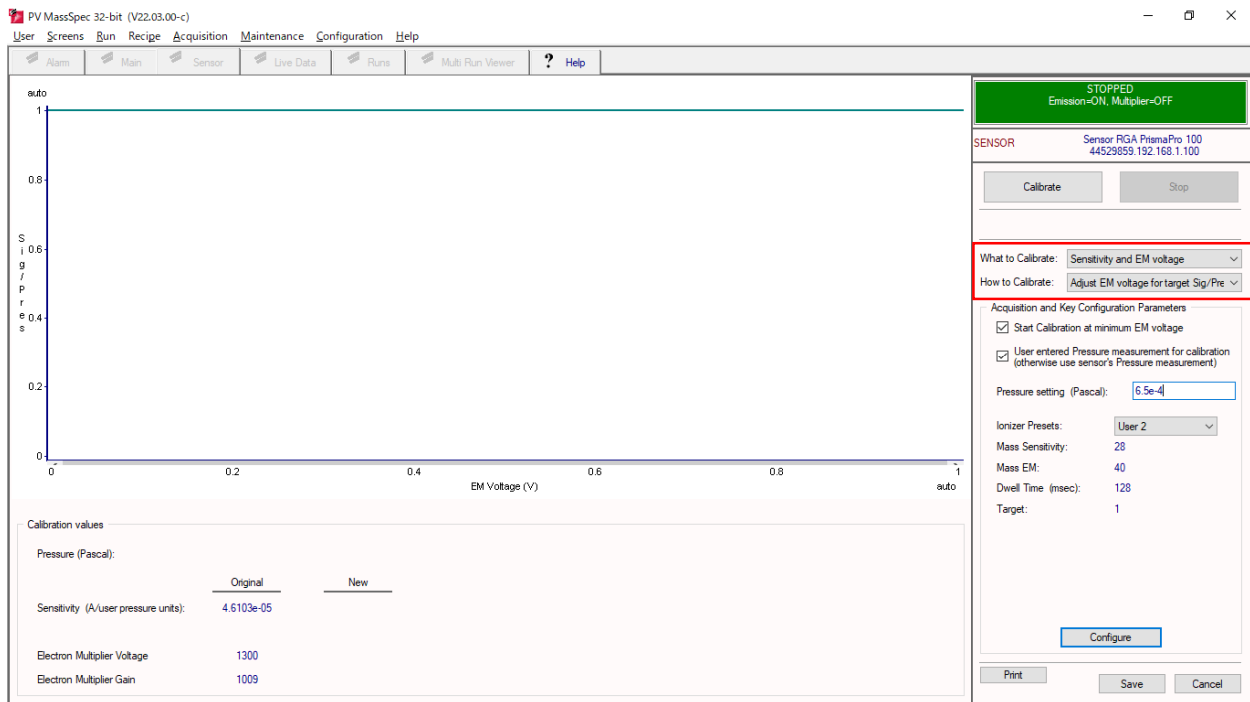 PV MassSpec 32-bit (V22.03.00-c)
User Screens Run Recipe Acquisition Maintenance Configuration Help
Alarm Main Sensor Live Data Runs Multi Run Viewer ? Help
auto
1
0.8
0.6
0.4
0.2
0
Sig/Press
0 0.2 0.4 0.6 0.8 1
EM Voltage (V)
auto
Calibration values
Pressure (Pascal):
Original New
Sensitivity (A/user pressure units): 4.6103e-05
Electron Multiplier Voltage 1300
Electron Multiplier Gain 1009
STOPPED
Emission=ON, Multiplier=OFF
SENSOR Sensor RGA PrismaPro 100
44529859.192.168.1.100
Calibrate Stop
What to Calibrate: Sensitivity and EM voltage
How to Calibrate: Adjust EM voltage for target Sig/Pre
Acquisition and Key Configuration Parameters
Start Calibration at minimum EM voltage
User entered Pressure measurement for calibration
(otherwise use sensor's Pressure measurement)
Pressure setting (Pascal): 6.5e-4
Ionizer Presets: User 2
Mass Sensitivity: 28
Mass EM: 40
Dwell Time (msec): 128
Target: 1
Configure
Print Save Cancel